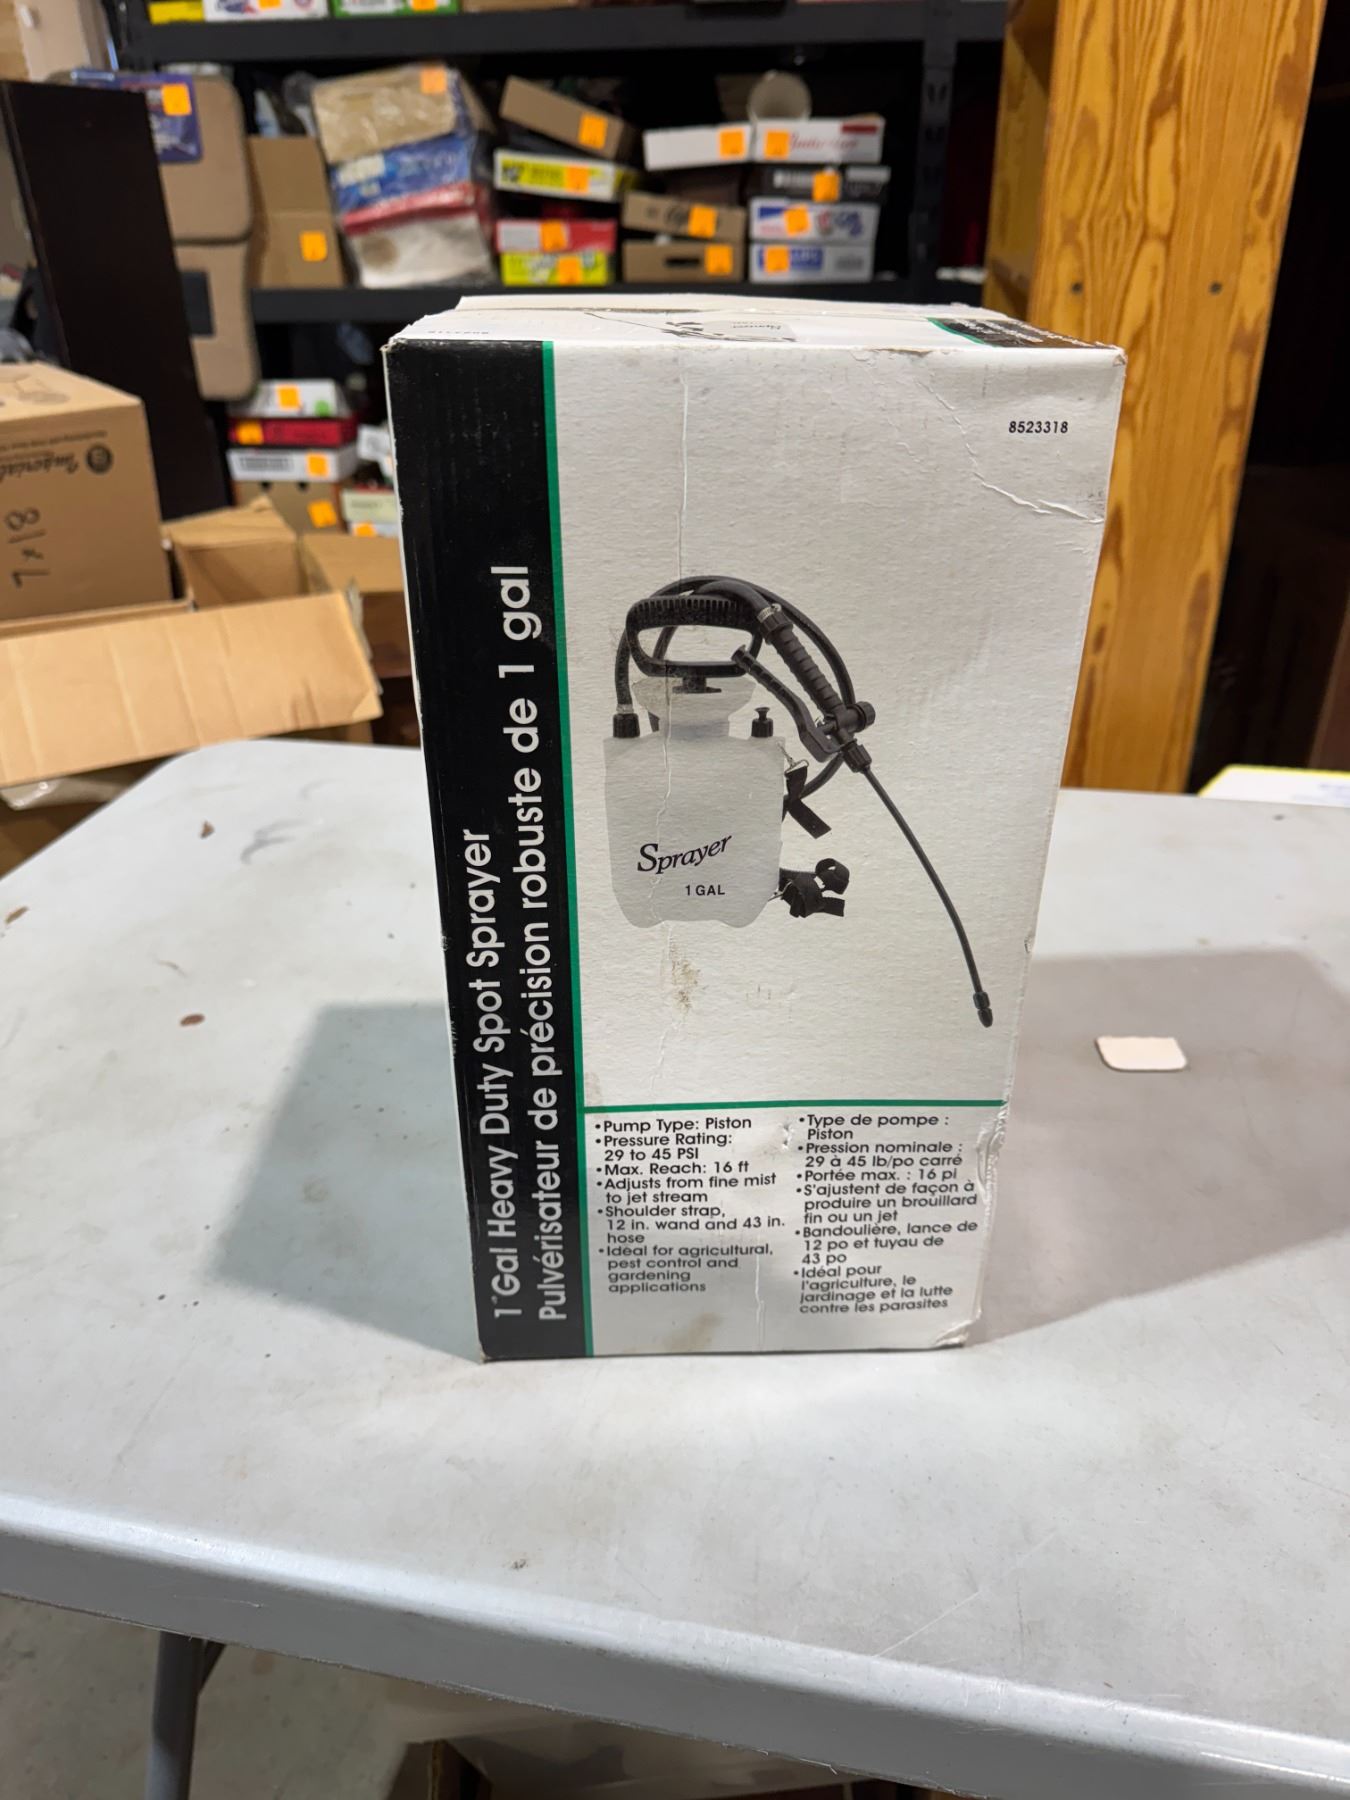 8523318
1 Gal Heavy Duty Spot Sprayer
Pulvérisateur de précision robuste de 1 gal
Sprayer
1 GAL
•Pump Type: Piston
•Pressure Rating:
29 to 45 PSI
•Max. Reach: 16 ft
•Adjusts from fine mist
to jet stream
•Shoulder strap,
12 in. wand and 43 in.
hose
•Ideal for agricultural,
pest control and
gardening
applications
•Type de pompe :
Piston
•Pression nominale :
29 à 45 lb/po carré
•Portée max. : 16 pi
•S'ajustent de façon à
produire un brouillard
fin ou un jet
•Bandoulière, lance de
12 po et tuyau de
43 po
•Idéal pour
l'agriculture, le
jardinage et la lutte
contre les parasites
Imperial
7 x 18